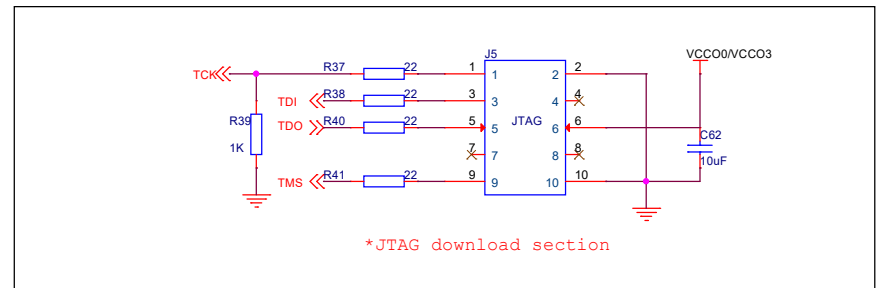 J5
VCCO0/VCCO3
TCK R37 22 1 1 2 2
TDI R38 22 3 3 4 4
R39 TDO R40 22 5 5 JTAG 6 6
C62
1K 7 7 8 8 10uF
TMS R41 22 9 9 10 10
*JTAG download section